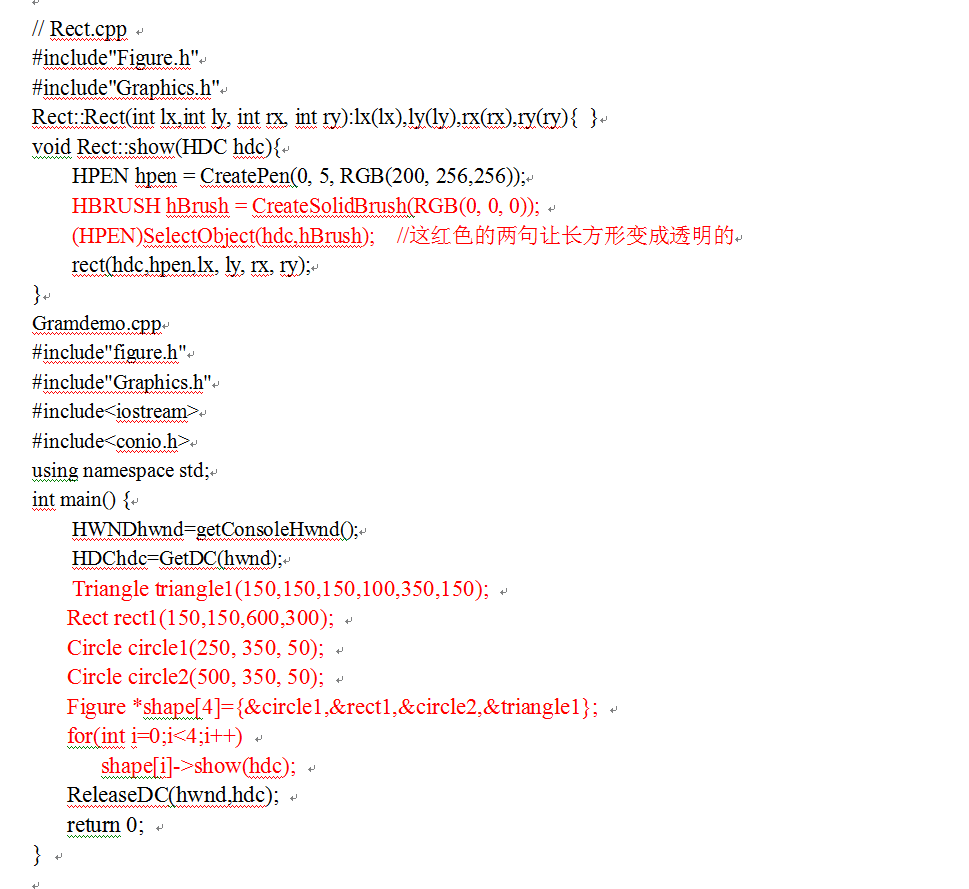 // Rect.cpp
#include"Figure.h"
#include"Graphics.h"
Rect::Rect(int lx,int ly, int rx, int ry):lx(lx),ly(ly),rx(rx),ry(ry){  }
void Rect::show(HDC hdc){
HPEN hpen = CreatePen(0, 5, RGB(200, 256,256));
HBRUSH hBrush = CreateSolidBrush(RGB(0, 0, 0));
(HPEN)SelectObject(hdc,hBrush);    //这红色的两句让长方形变成透明的
rect(hdc,hpen,lx, ly, rx, ry);
}
Gramdemo.cpp
#include"figure.h"
#include"Graphics.h"
#include<iostream>
#include<conio.h>
using namespace std;
int main() {
HWNDhwnd=getConsoleHwnd();
HDChdc=GetDC(hwnd);
Triangle triangle1(150,150,150,100,350,150);
Rect rect1(150,150,600,300);
Circle circle1(250, 350, 50);
Circle circle2(500, 350, 50);
Figure *shape[4]={&circle1,&rect1,&circle2,&triangle1};
for(int i=0;i<4;i++)
shape[i]->show(hdc);
ReleaseDC(hwnd,hdc);
return 0;
}